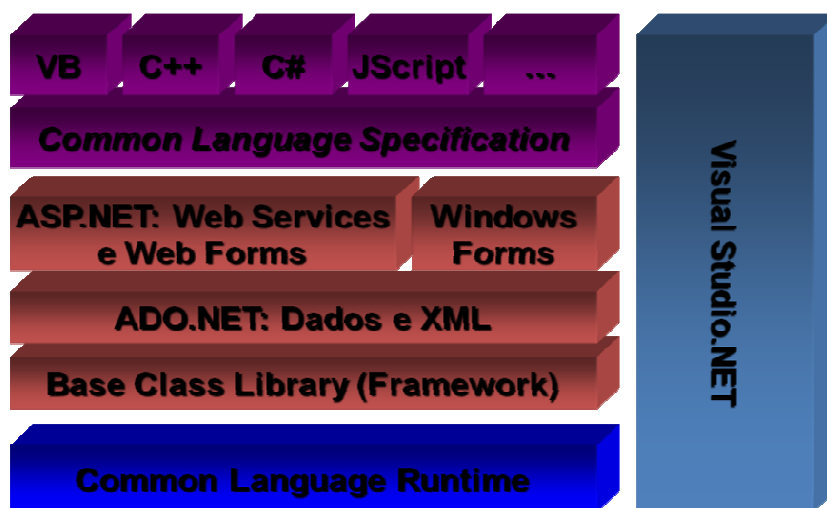 VB
C++
C#
JScript
...
Common Language Specification
ASP.NET: Web Services
e Web Forms
Windows
Forms
ADO.NET: Dados e XML
Base Class Library (Framework)
Common Language Runtime
Visual Studio.NET